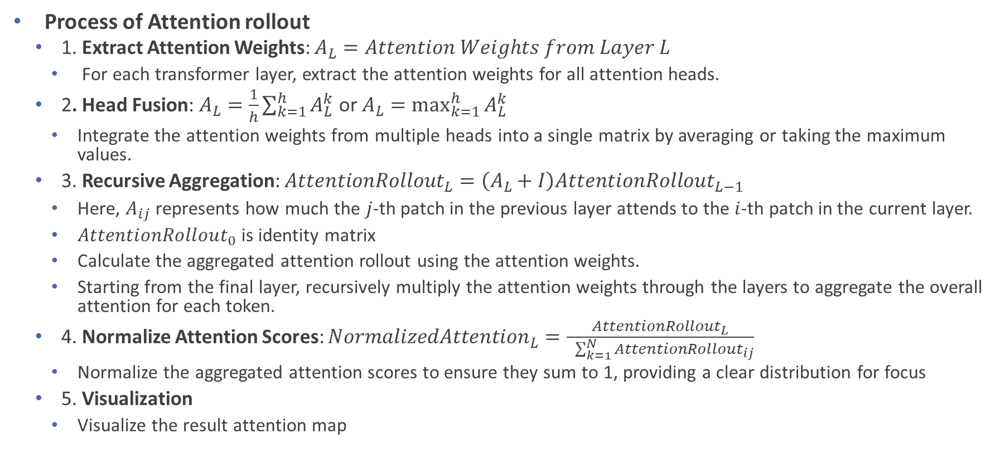 • Process of Attention rollout
• 1. Extract Attention Weights: A_L = Attention Weights from Layer L
• For each transformer layer, extract the attention weights for all attention heads.
• 2. Head Fusion: A_L = \frac{1}{h} \sum_{k=1}^{h} A_L^k or A_L = \max_{k=1}^{h} A_L^k
• Integrate the attention weights from multiple heads into a single matrix by averaging or taking the maximum
values.
• 3. Recursive Aggregation: AttentionRollout_L = (A_L + I)AttentionRollout_{L−1}
• Here, A_{ij} represents how much the j-th patch in the previous layer attends to the i-th patch in the current layer.
• AttentionRollout_0 is identity matrix
• Calculate the aggregated attention rollout using the attention weights.
• Starting from the final layer, recursively multiply the attention weights through the layers to aggregate the overall
attention for each token.
• 4. Normalize Attention Scores: NormalizedAttention_L = \frac{AttentionRollout_L}{\sum_{k=1}^{N} AttentionRollout_{ij}}
• Normalize the aggregated attention scores to ensure they sum to 1, providing a clear distribution for focus
• 5. Visualization
• Visualize the result attention map